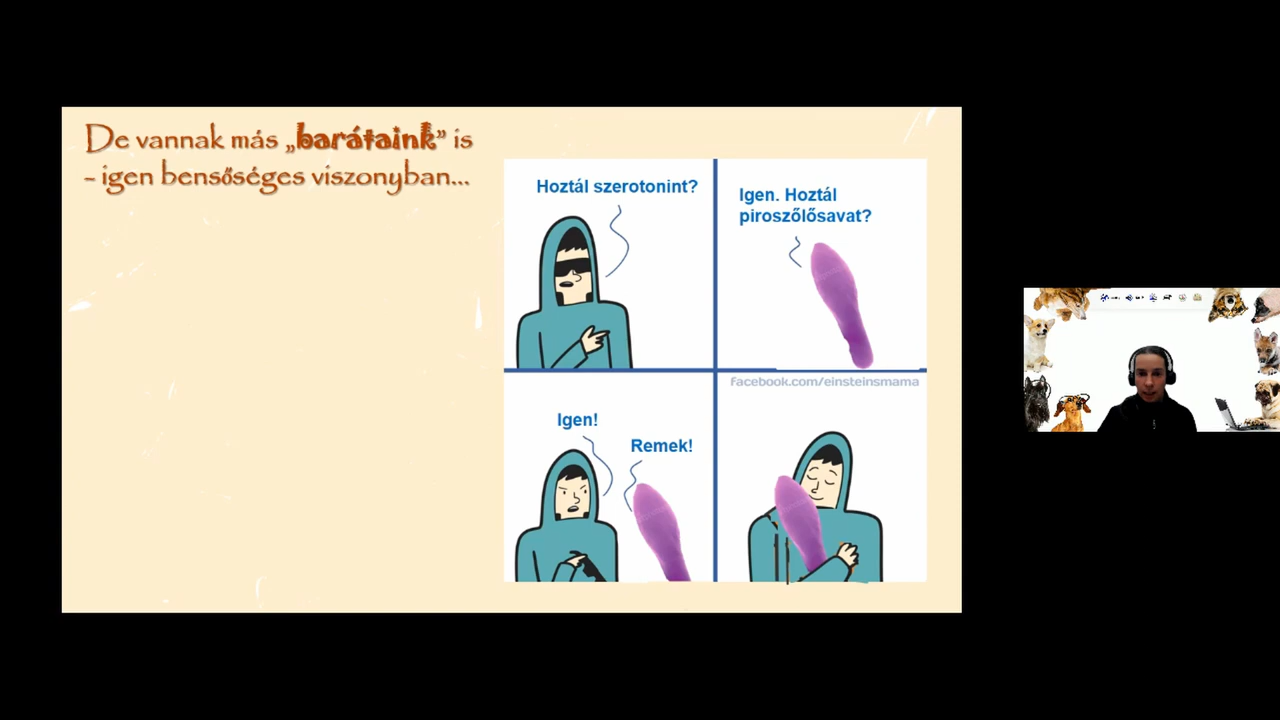 De vannak más „barátaink” is
- igen bensőséges viszonyban...
Hoztál szerotonint?
Igen. Hoztál
piroszőlősavat?
Igen!
Remek!
facebook.com/einsteinsmama